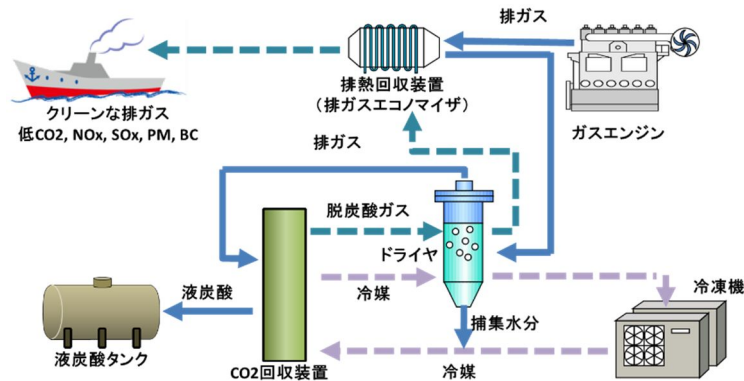 排ガス
排熱回収装置
(排ガスエコノマイザ)
ガスエンジン
クリーンな排ガス
低CO2, NOx, SOx, PM, BC
排ガス
脱炭酸ガス
ドライヤ
冷媒
冷凍機
液炭酸
捕集水分
液炭酸タンク
CO2回収装置
冷媒